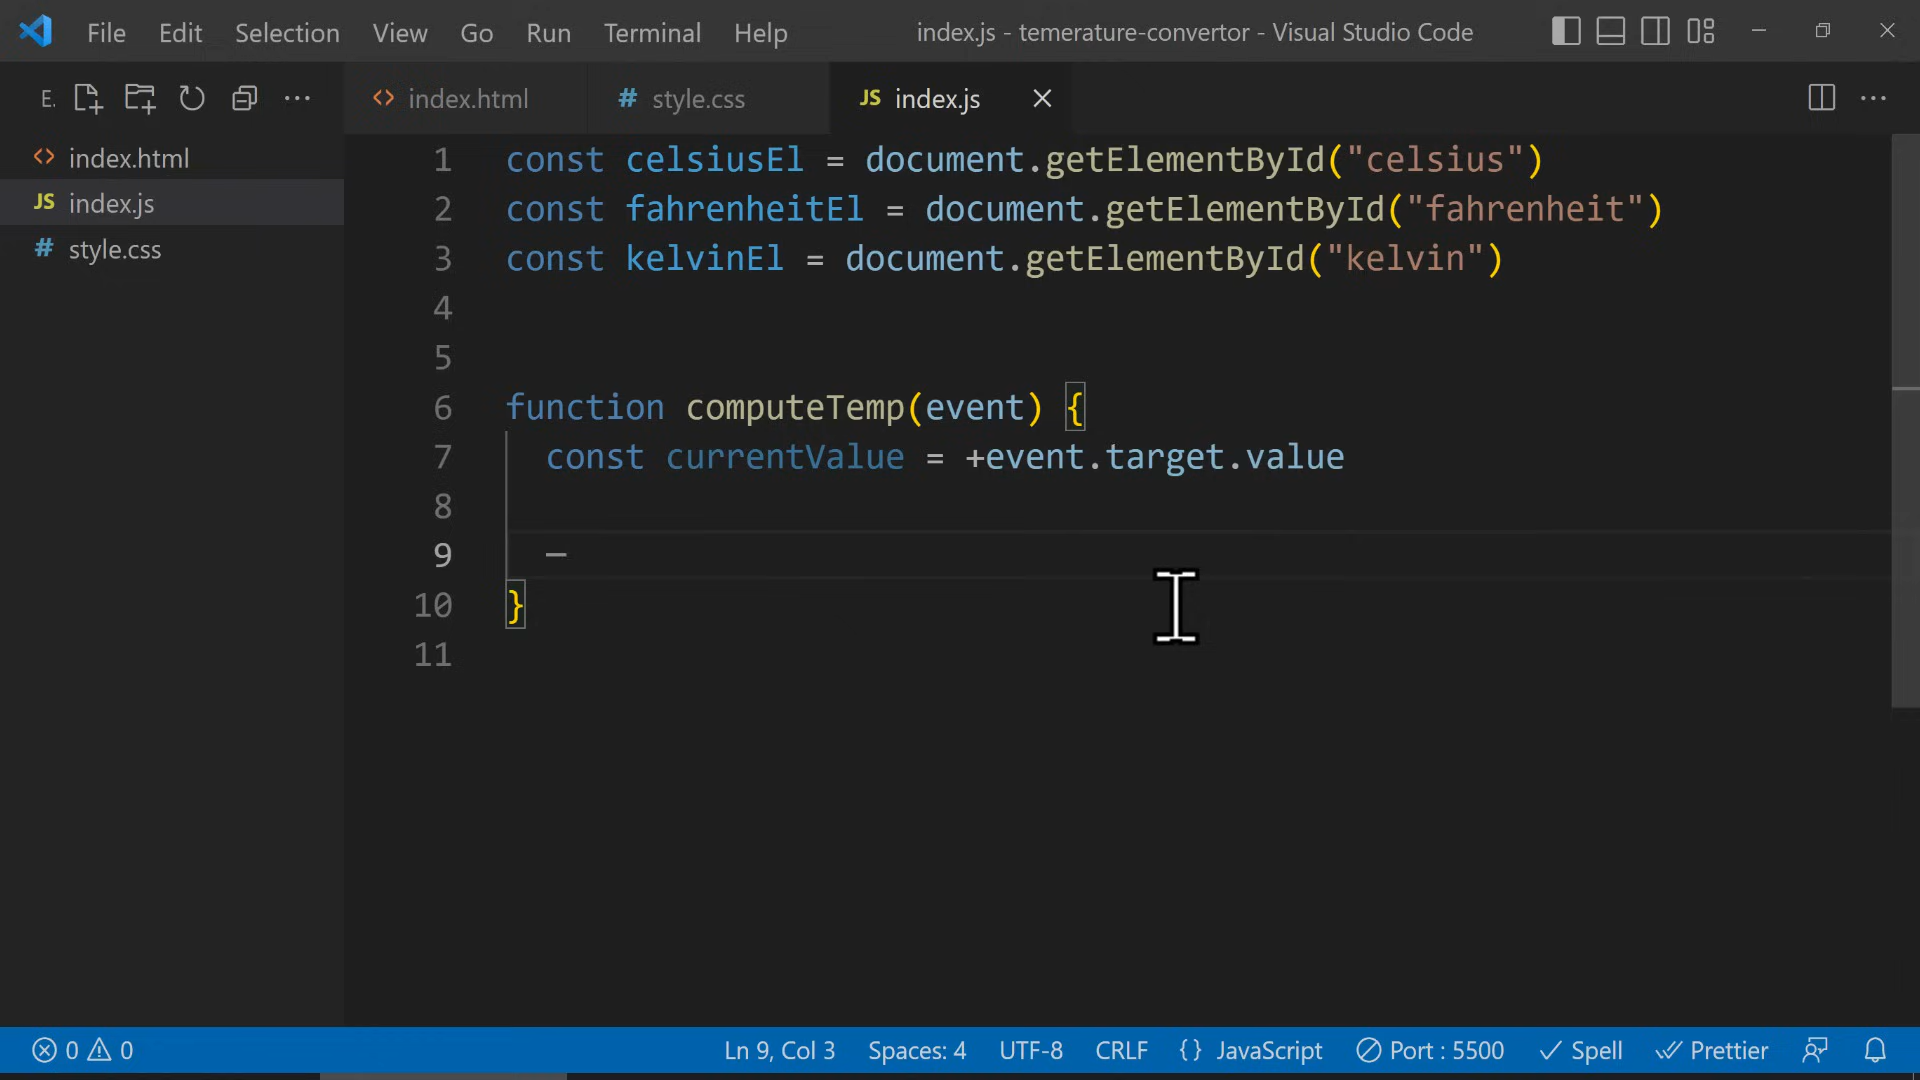 File Edit Selection View Go Run Terminal Help index.js - temerature-convertor - Visual Studio Code
E. index.html style.css JS index.js
index.html
JS index.js
style.css
1 const celsiusEl = document.getElementById("celsius")
2 const fahrenheitEl = document.getElementById("fahrenheit")
3 const kelvinEl = document.getElementById("kelvin")
4
5
6 function computeTemp(event) {
7 const currentValue = +event.target.value
8
9
10 }
11
0 0 Ln 9, Col 3 Spaces: 4 UTF-8 CRLF {} JavaScript Port : 5500 Spell Prettier